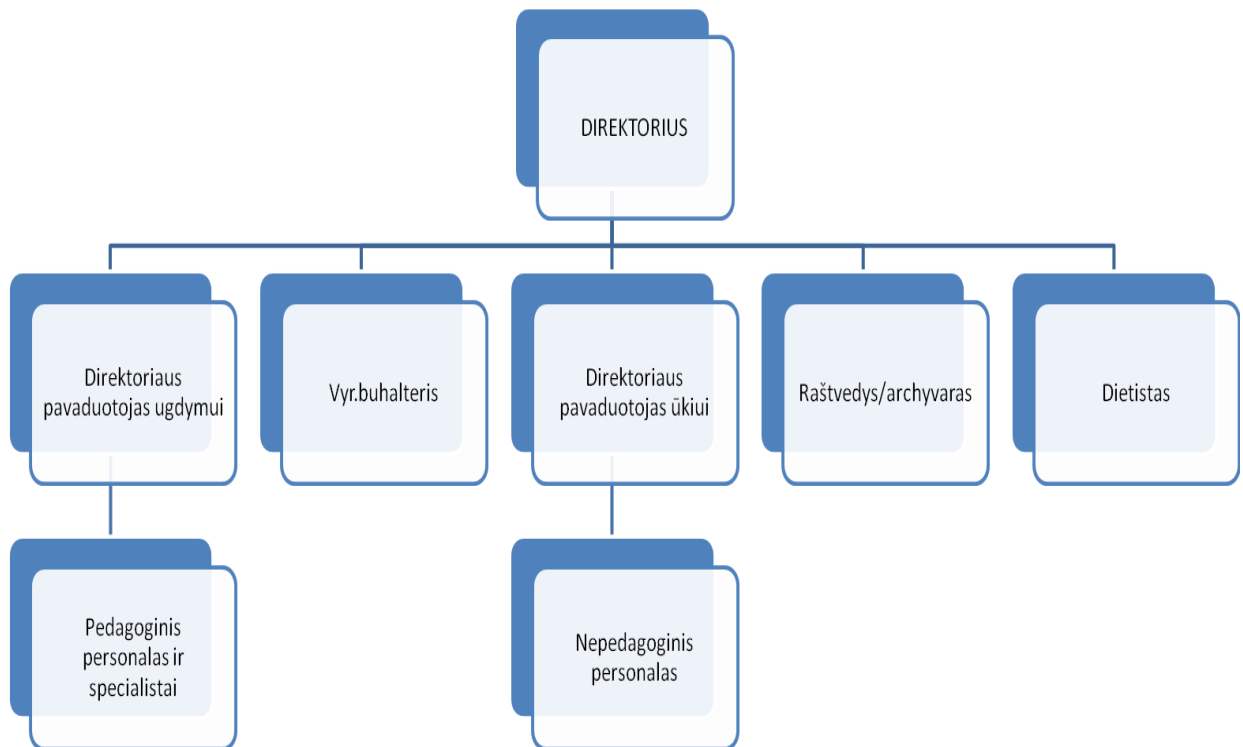 DIREKTORIUS
Direktoriaus
pavaduotojas ugdymui
Vyr.buhalteris
Direktoriaus
pavaduotojas ūkiui
Raštvedys/archyvaras
Dietistas
Pedagoginis
personalas ir
specialistai
Nepedagoginis
personalas